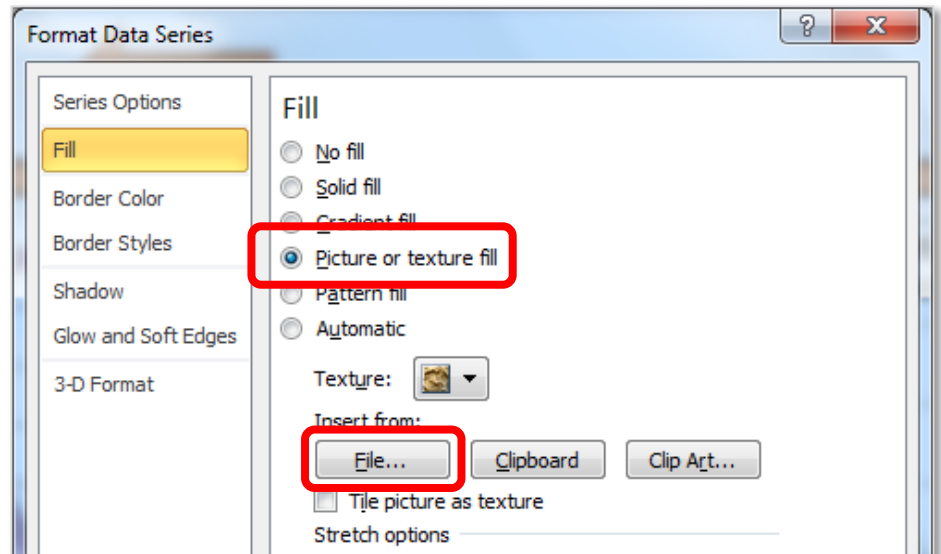 Format Data Series
? X
Series Options
Fill
Border Color
Border Styles
Shadow
Glow and Soft Edges
3-D Format
Fill
No fill
Solid fill
Gradient fill
Picture or texture fill
Pattern fill
Automatic
Texture:
Insert from:
File... Clipboard Clip Art...
Tile picture as texture
Stretch options